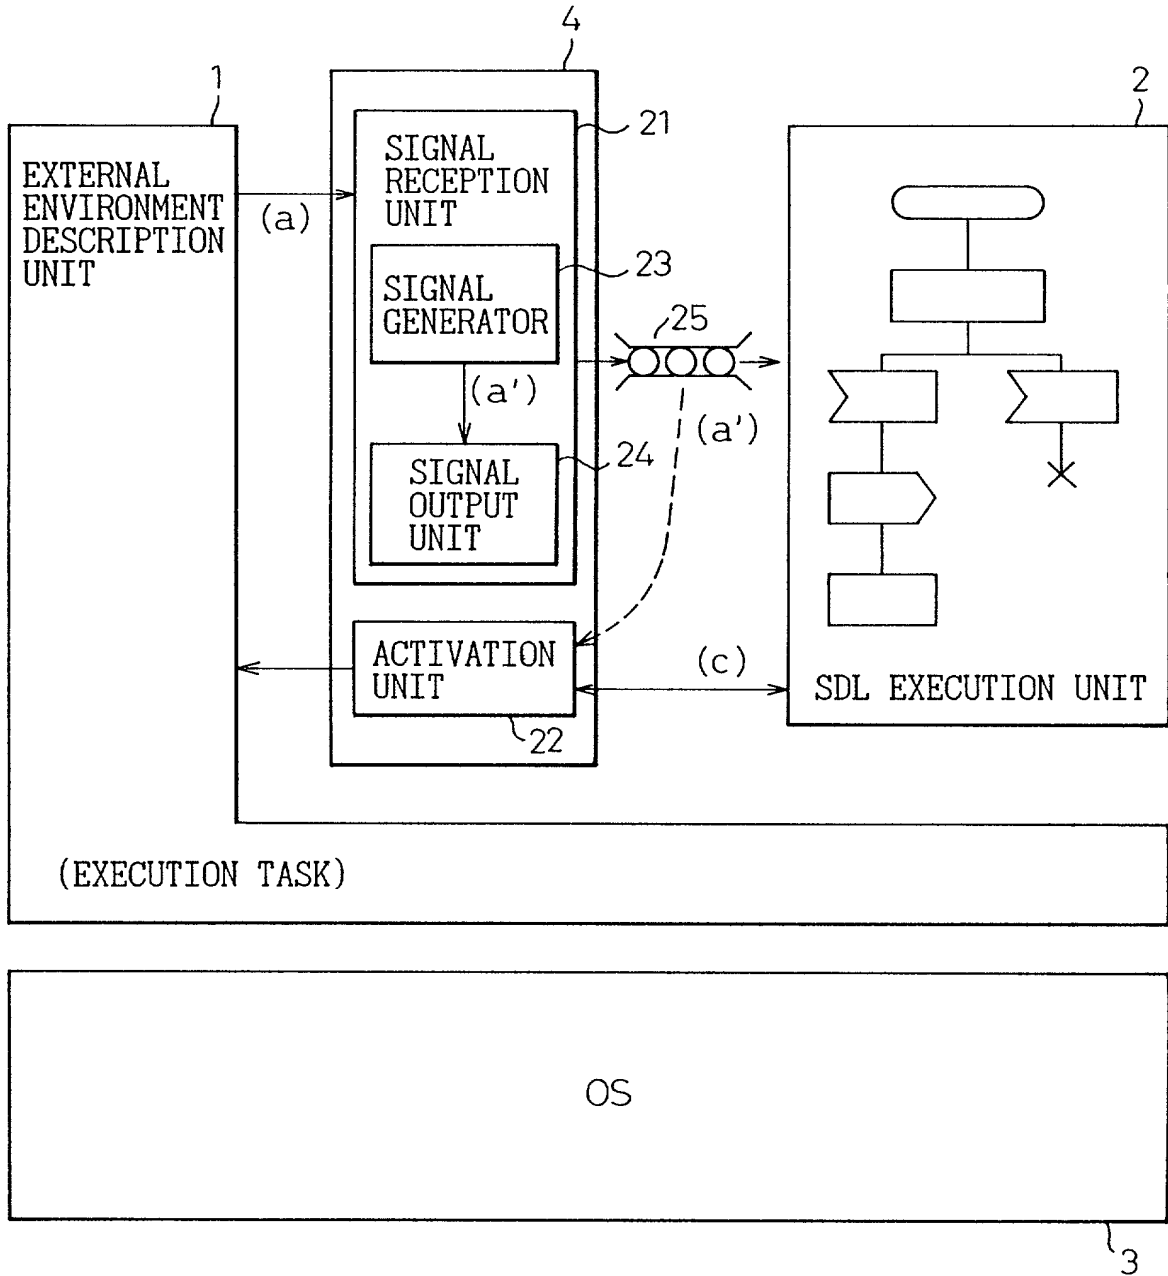 4
1
2
21
EXTERNAL
ENVIRONMENT
DESCRIPTION
UNIT
(a)
SIGNAL
RECEPTION
UNIT
23
SIGNAL
GENERATOR
25
(a')
(a')
24
SIGNAL
OUTPUT
UNIT
ACTIVATION
UNIT
22
(c)
SDL EXECUTION UNIT
(EXECUTION TASK)
OS
3